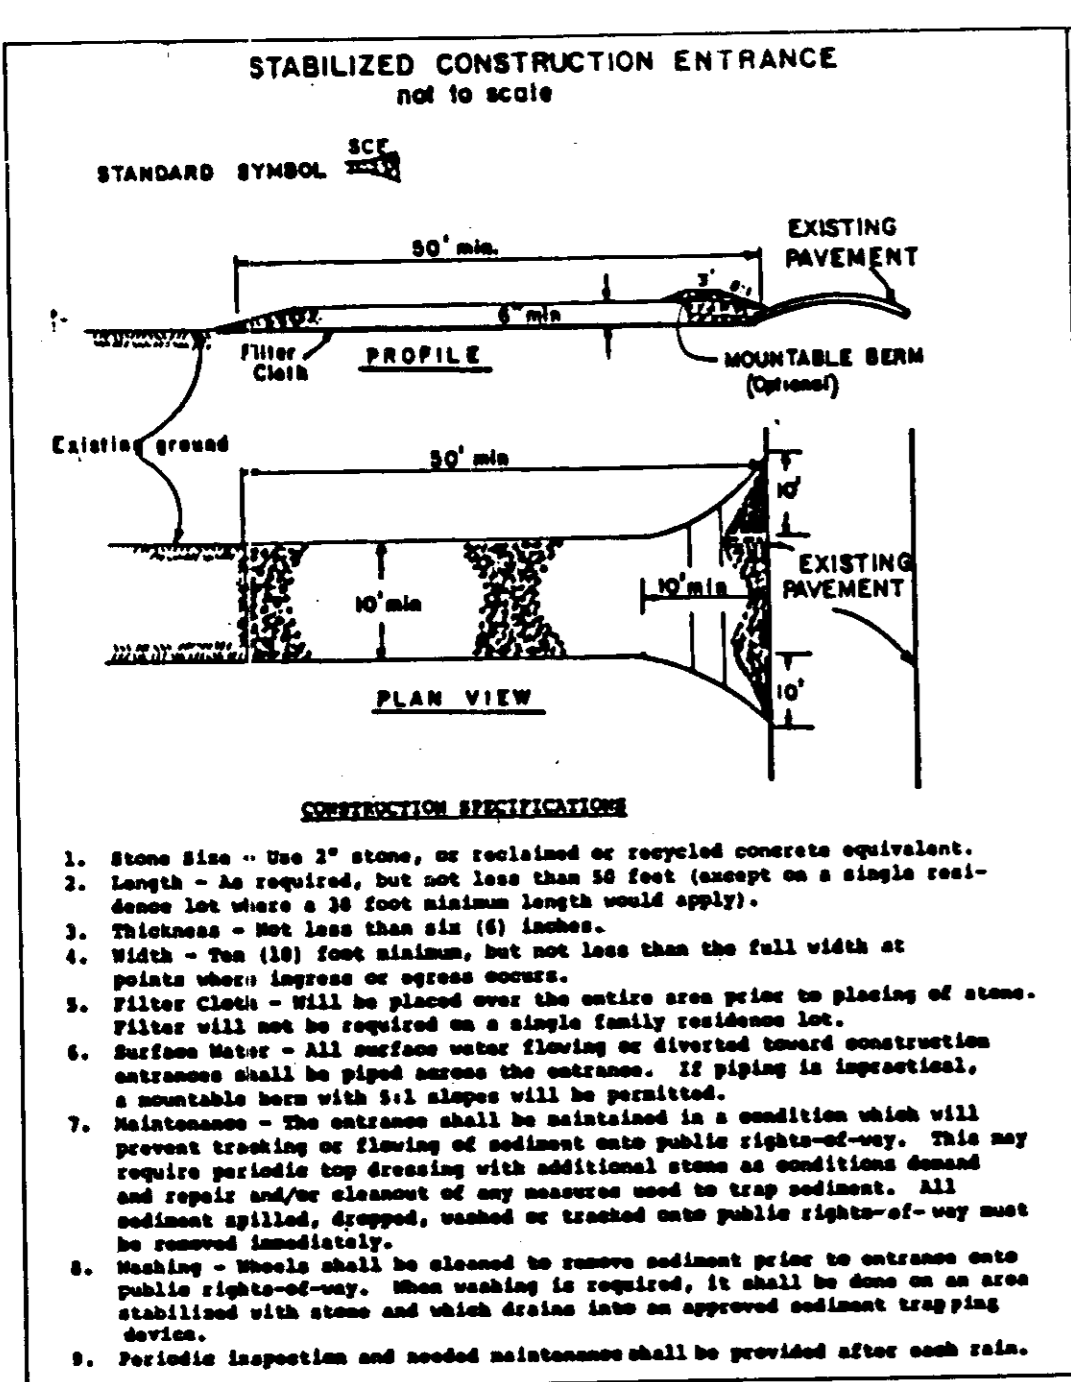 STABILIZED CONSTRUCTION ENTRANCE
not to scale
STANDARD SYMBOL SCE
50' min.
EXISTING
PAVEMENT
3'
6" min
Filter
Cloth
PROFILE
MOUNTABLE BERM
(Optional)
Existing ground
50' min
10'
10' min
10' min
EXISTING
PAVEMENT
10'
PLAN VIEW
CONSTRUCTION SPECIFICATIONS
1. Stone Size - Use 2" stone, or reclaimed or recycled concrete equivalent.
2. Length - As required, but not less than 50 feet (except on a single resi-
dence lot where a 30 foot minimum length would apply).
3. Thickness - Not less than six (6) inches.
4. Width - Ten (10) foot minimum, but not less than the full width at
points where ingress or egress occurs.
5. Filter Cloth - Will be placed over the entire area prior to placing of stone.
Filter will not be required on a single family residence lot.
6. Surface Water - All surface water flowing or diverted toward construction
entrances shall be piped across the entrance. If piping is impractical,
a mountable berm with 5:1 slopes will be permitted.
7. Maintenance - The entrance shall be maintained in a condition which will
prevent tracking or flowing of sediment onto public rights-of-way. This may
require periodic top dressing with additional stone as conditions demand
and repair and/or cleanout of any measures used to trap sediment. All
sediment spilled, dropped, washed or tracked onto public rights-of-way must
be removed immediately.
8. Washing - Wheels shall be cleaned to remove sediment prior to entrance onto
public rights-of-way. When washing is required, it shall be done on an area
stabilized with stone and which drains into an approved sediment trapping
device.
9. Periodic inspection and needed maintenance shall be provided after each rain.